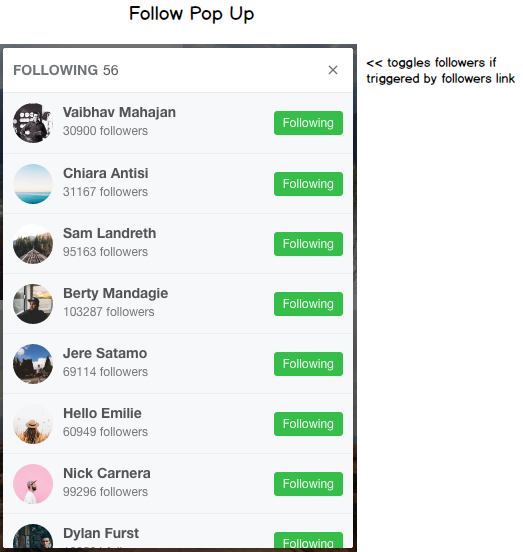 Follow Pop Up
FOLLOWING 56 ×
<< toggles followers if
triggered by followers link
Vaibhav Mahajan
30900 followers
Following
Chiara Antisi
31167 followers
Following
Sam Landreth
95163 followers
Following
Berty Mandagie
103287 followers
Following
Jere Satamo
69114 followers
Following
Hello Emilie
60949 followers
Following
Nick Carnera
99296 followers
Following
Dylan Furst
Following